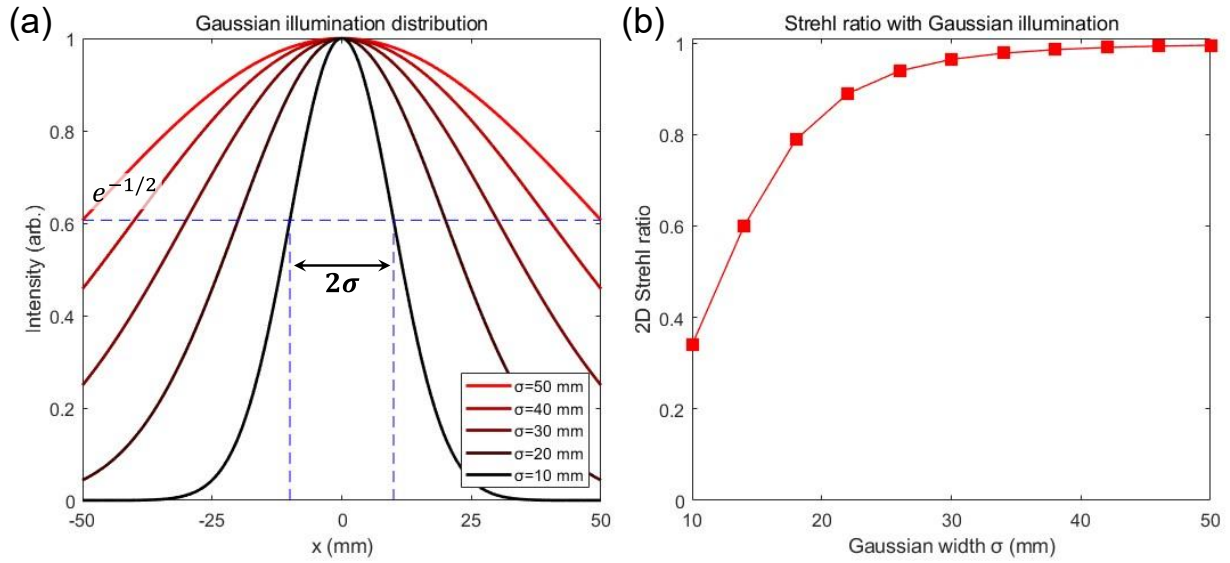 (a)
Gaussian illumination distribution
1
0.8
0.6
0.4
0.2
0
Intensity (arb.)
e^{-1/2}
2σ
σ=50 mm
σ=40 mm
σ=30 mm
σ=20 mm
σ=10 mm
-50
-25
0
25
50
x (mm)
(b)
Strehl ratio with Gaussian illumination
1
0.8
0.6
0.4
0.2
0
2D Strehl ratio
10
20
30
40
50
Gaussian width σ (mm)